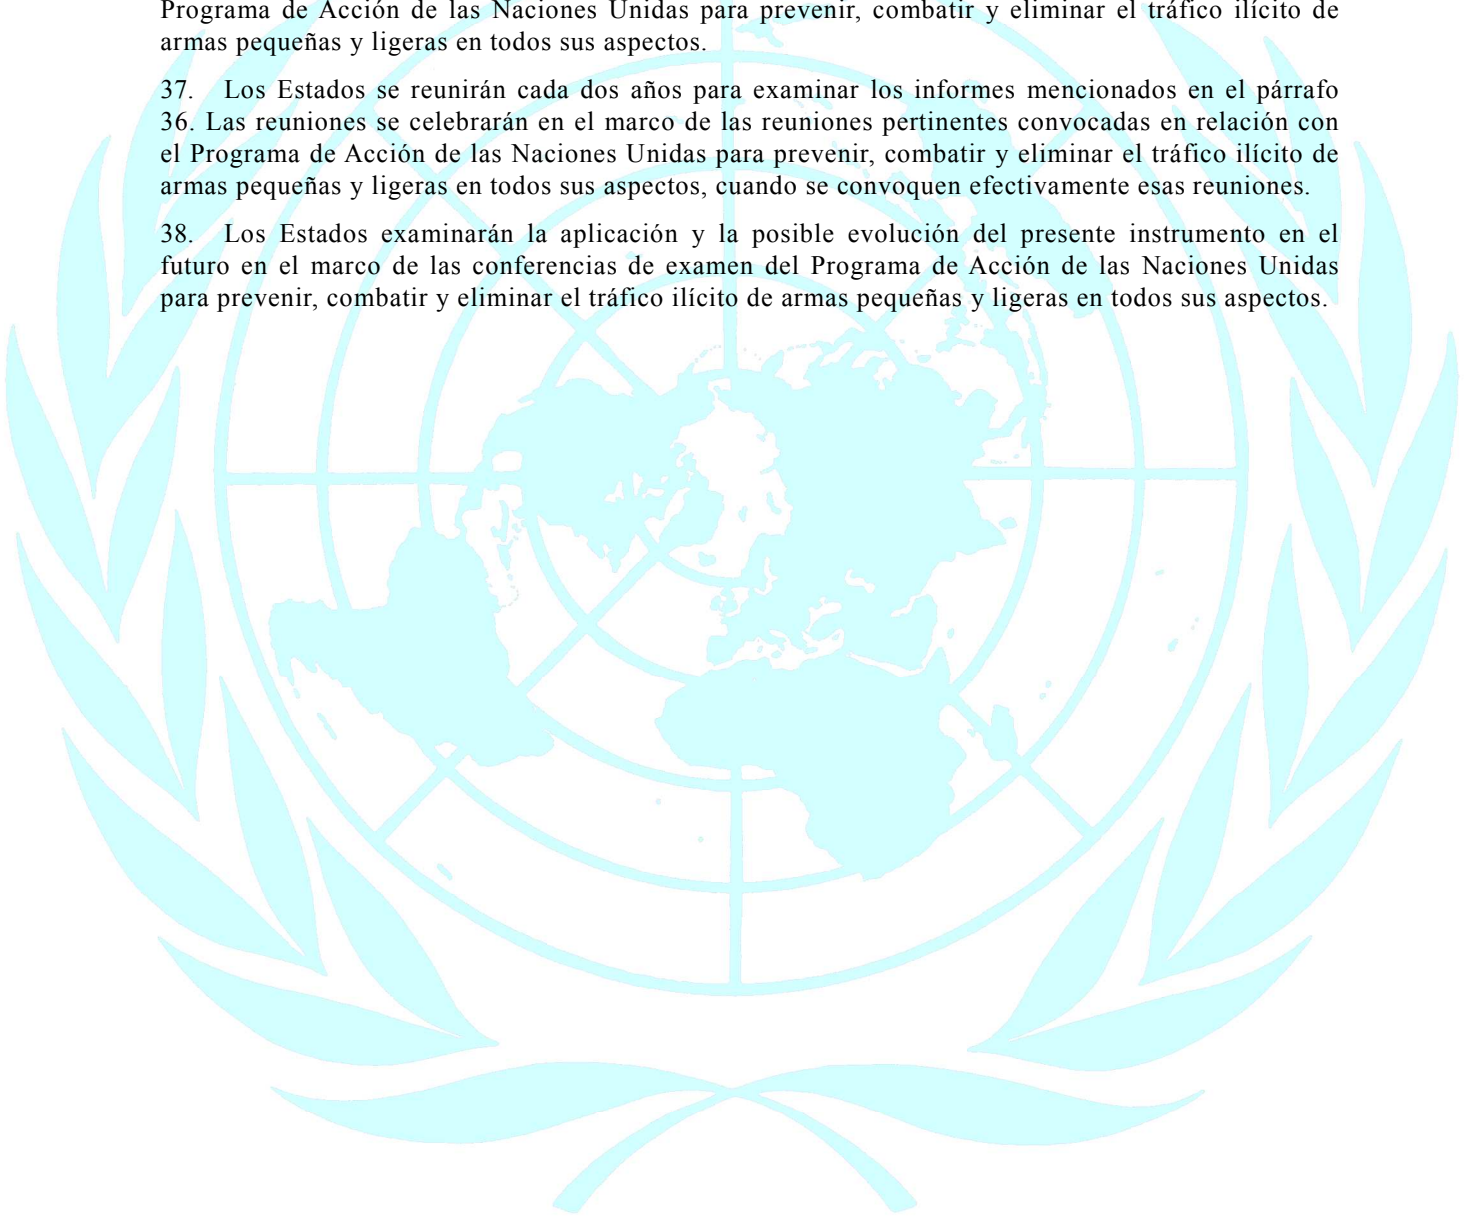 Programa de Acción de las Naciones Unidas para prevenir, combatir y eliminar el tráfico ilícito de
armas pequeñas y ligeras en todos sus aspectos.
37. Los Estados se reunirán cada dos años para examinar los informes mencionados en el párrafo
36. Las reuniones se celebrarán en el marco de las reuniones pertinentes convocadas en relación con
el Programa de Acción de las Naciones Unidas para prevenir, combatir y eliminar el tráfico ilícito de
armas pequeñas y ligeras en todos sus aspectos, cuando se convoquen efectivamente esas reuniones.
38. Los Estados examinarán la aplicación y la posible evolución del presente instrumento en el
futuro en el marco de las conferencias de examen del Programa de Acción de las Naciones Unidas
para prevenir, combatir y eliminar el tráfico ilícito de armas pequeñas y ligeras en todos sus aspectos.